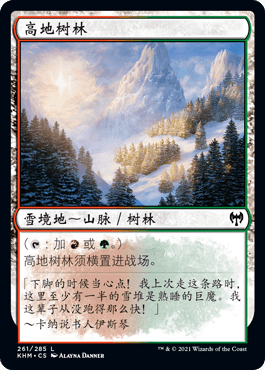 高地树林
雪境地～山脉 / 树林
(：加或。)
高地树林须横置进战场。
「下脚的时候当心点！我上次走这条路时，
这里至少有一半的雪堆是熟睡的巨魔。我
这辈子从没跑得那么快！」
～卡纳说书人伊斯琴
261/285 L
KHM • CS ALAYNA DANNER
™ & © 2021 Wizards of the Coast